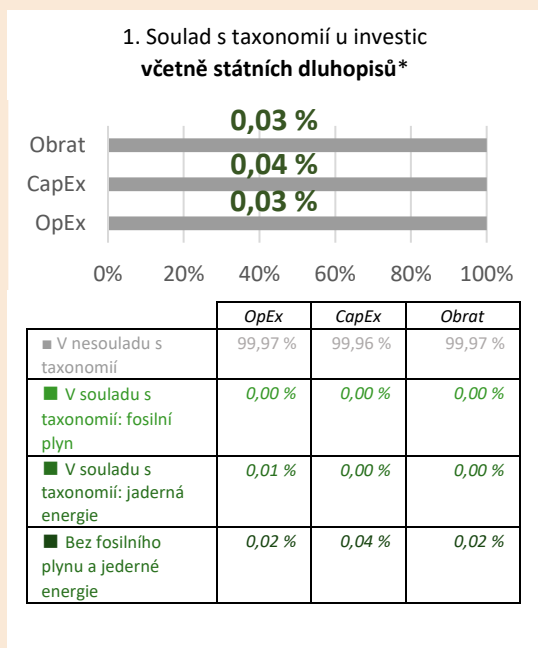 1. Soulad s taxonomií u investic
včetně státních dluhopisů*
0,03 %
Obrat
0,04 %
CapEx
0,03 %
OpEx
0% 20% 40% 60% 80% 100%
OpEx CapEx Obrat
■ V nesouladu s 99,97 % 99,96 % 99,97 %
taxonomií
■ V souladu s 0,00 % 0,00 % 0,00 %
taxonomií: fosilní
plyn
■ V souladu s 0,01 % 0,00 % 0,00 %
taxonomií: jaderná
energie
■ Bez fosilního 0,02 % 0,04 % 0,02 %
plynu a jederné
energie